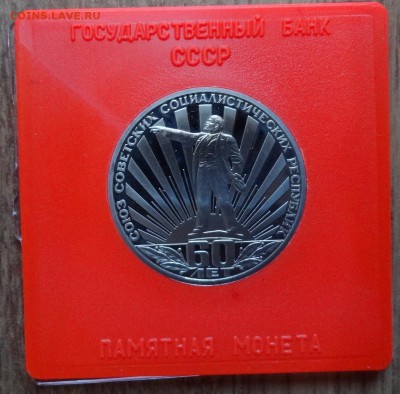 COINS.LAVE.RU
ГОСУДАРСТВЕННЫЙ БАНК
СССР
СОЮЗ СОВЕТСКИХ СОЦИАЛИСТИЧЕСКИХ РЕСПУБЛИК
60
ЛЕТ
ПАМЯТНАЯ МОНЕТА